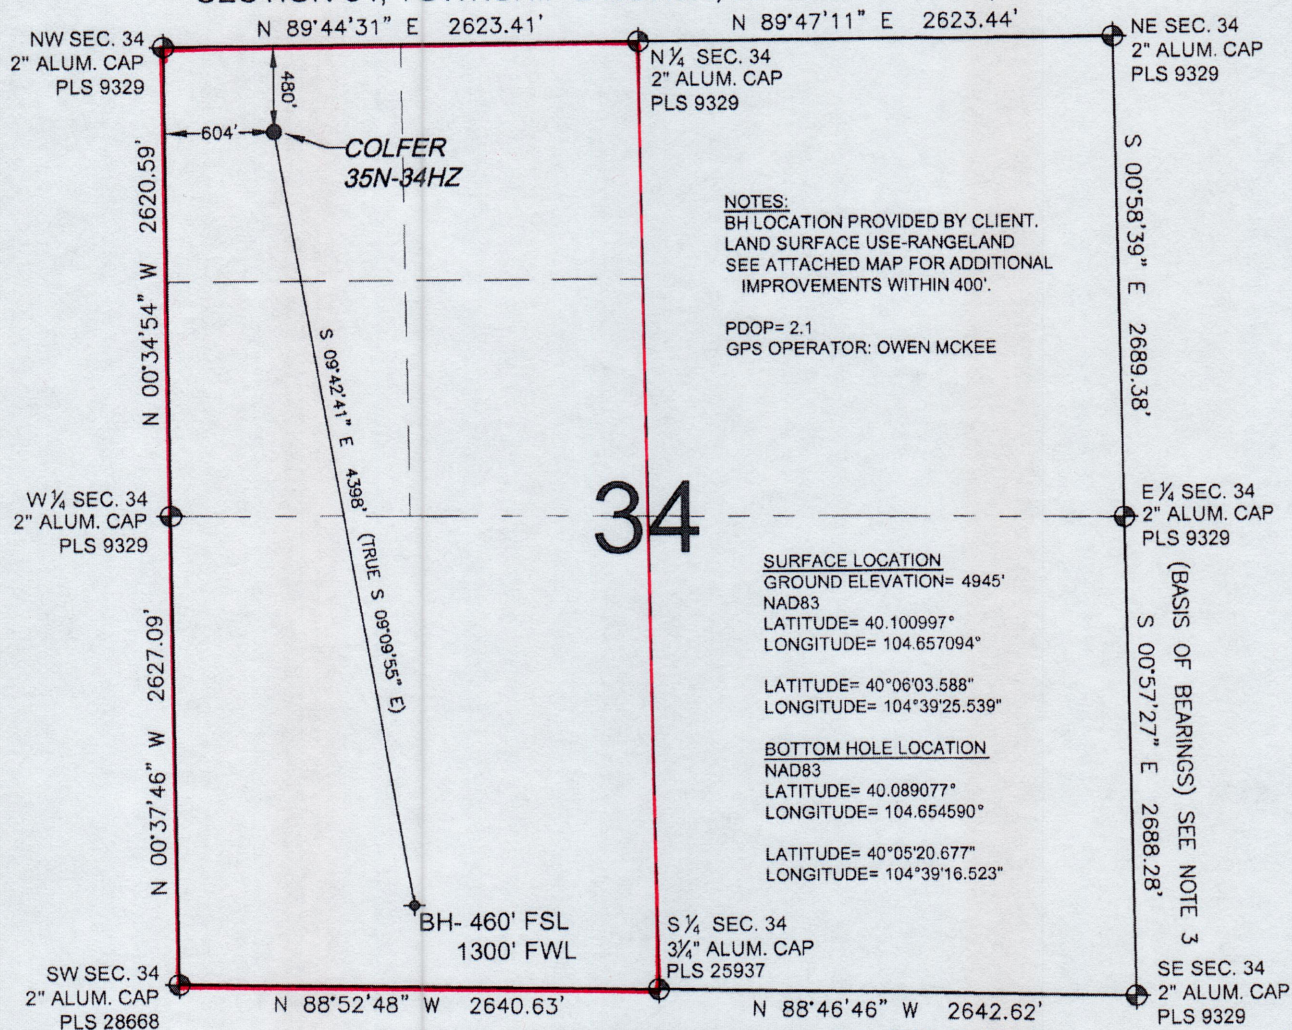 N 89°44'31" E 2623.41'
N 89°47'11" E 2623.44'
NW SEC. 34
2" ALUM. CAP
PLS 9329
N ¼ SEC. 34
2" ALUM. CAP
PLS 9329
NE SEC. 34
2" ALUM. CAP
PLS 9329
480'
604'
COLFER
35N-34HZ
N 00°34'54" W 2620.59'
S 00°58'39" E 2689.38'
NOTES:
BH LOCATION PROVIDED BY CLIENT.
LAND SURFACE USE-RANGELAND
SEE ATTACHED MAP FOR ADDITIONAL
IMPROVEMENTS WITHIN 400'.
PDOP= 2.1
GPS OPERATOR: OWEN MCKEE
S 09°42'41" E 4398'
(TRUE S 09°09'55" E)
W ¼ SEC. 34
2" ALUM. CAP
PLS 9329
34
E ¼ SEC. 34
2" ALUM. CAP
PLS 9329
SURFACE LOCATION
GROUND ELEVATION= 4945'
NAD83
LATITUDE= 40.100997°
LONGITUDE= 104.657094°
LATITUDE= 40°06'03.588"
LONGITUDE= 104°39'25.539"
BOTTOM HOLE LOCATION
NAD83
LATITUDE= 40.089077°
LONGITUDE= 104.654590°
LATITUDE= 40°05'20.677"
LONGITUDE= 104°39'16.523"
N 00°37'46" W 2627.09'
S 00°57'27" E 2688.28'
(BASIS OF BEARINGS) SEE NOTE 3
BH- 460' FSL
1300' FWL
S ¼ SEC. 34
3¼" ALUM. CAP
PLS 25937
SW SEC. 34
2" ALUM. CAP
PLS 28668
N 88°52'48" W 2640.63'
N 88°46'46" W 2642.62'
SE SEC. 34
2" ALUM. CAP
PLS 9329